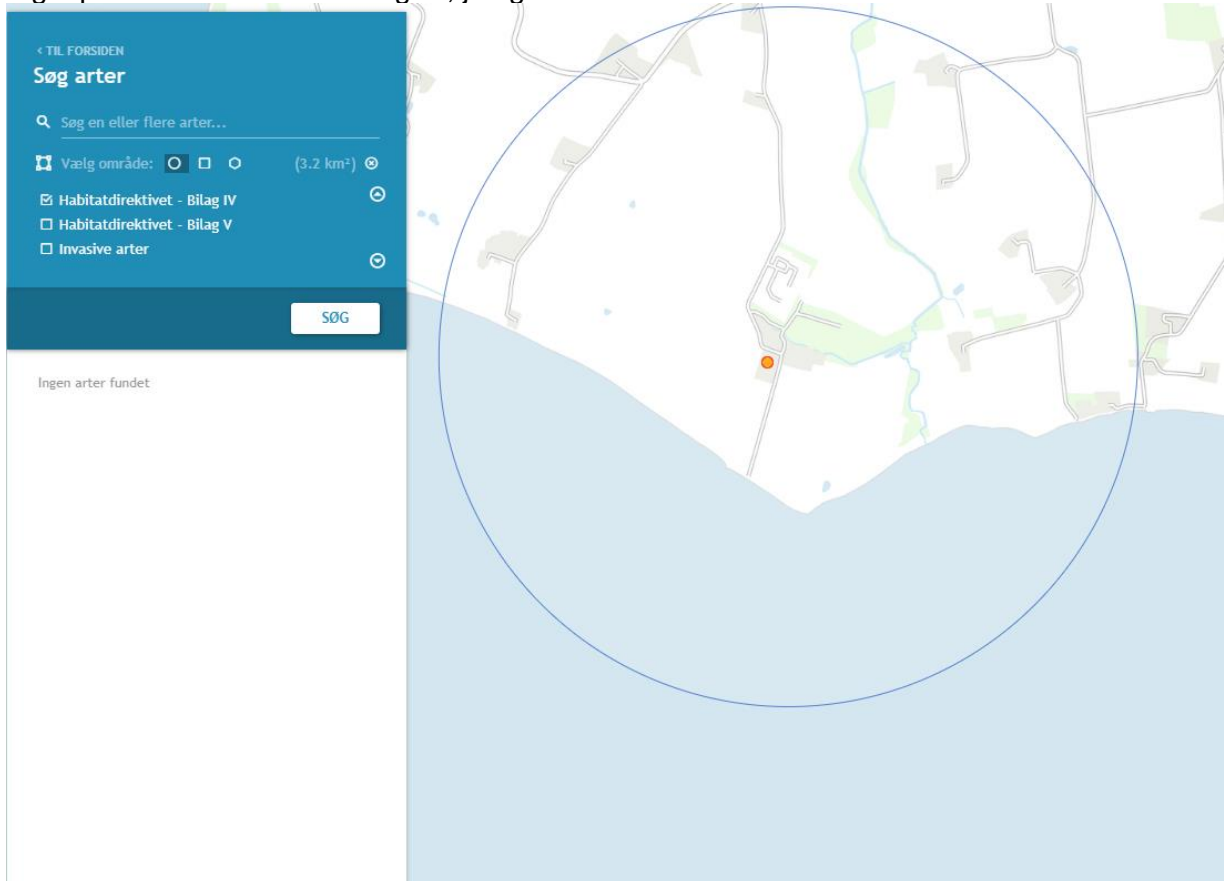 ‹ TIL FORSIDEN
Søg arter
Søg en eller flere arter...
Vælg område: (3.2 km²)
Habitatdirektivet - Bilag IV
Habitatdirektivet - Bilag V
Invasive arter
SØG
Ingen arter fundet